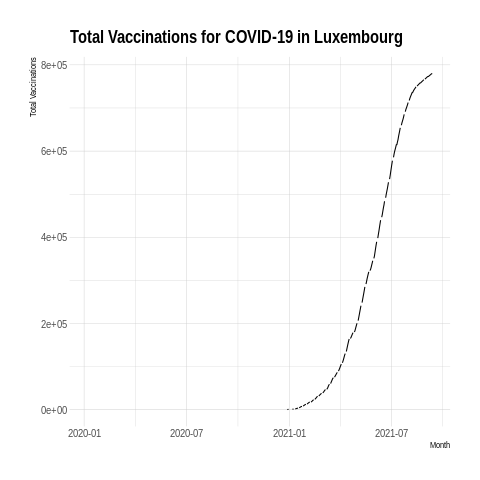 Total Vaccinations for COVID-19 in Luxembourg
Total Vaccinations
8e+05
6e+05
4e+05
2e+05
0e+00
2020-01 2020-07 2021-01 2021-07
Month